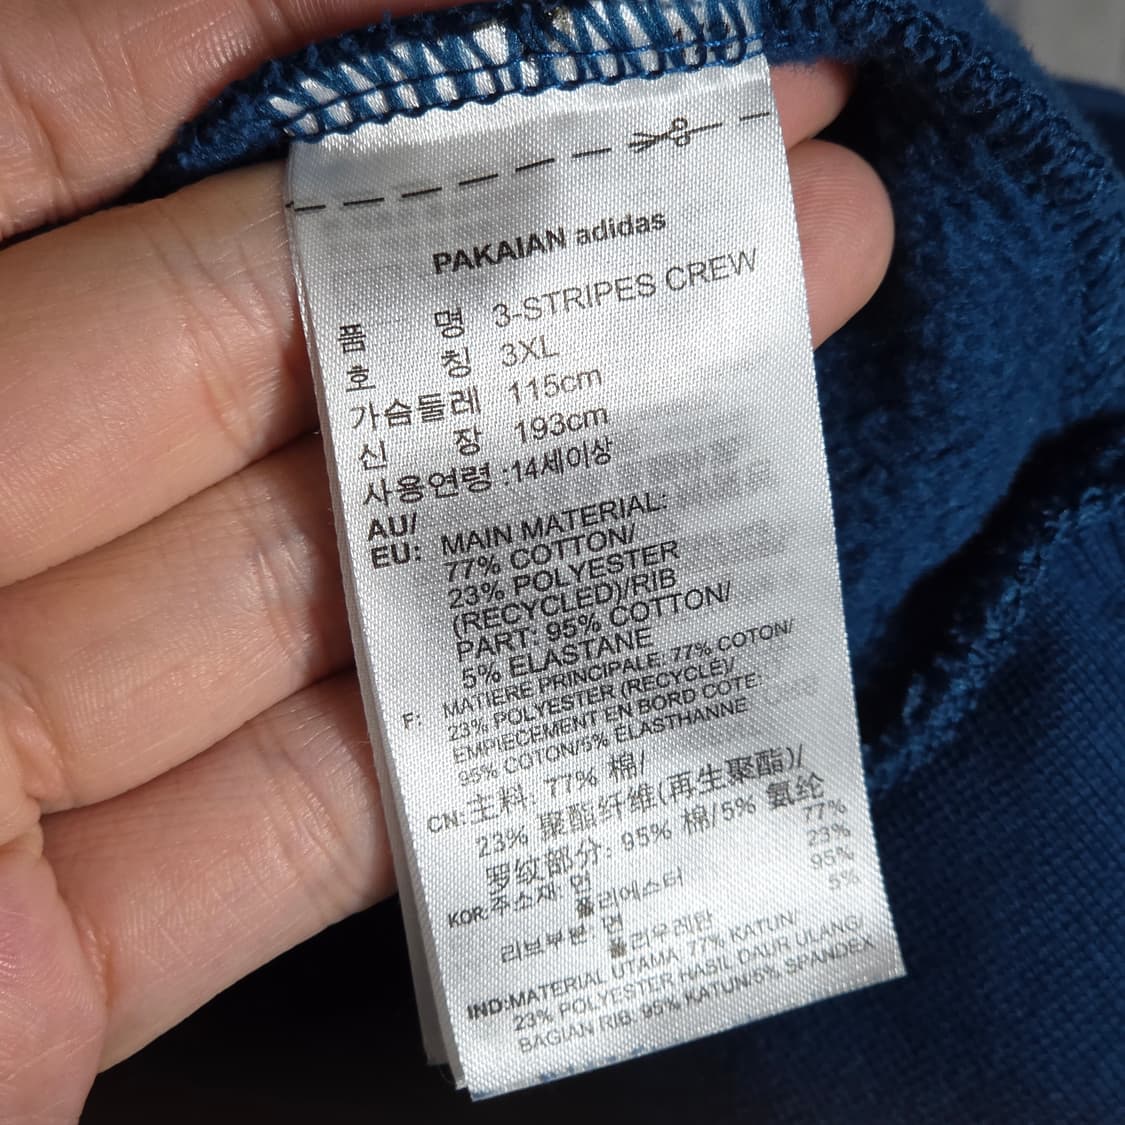 PAKAIAN adidas
품 명 3-STRIPES CREW
호 칭 3XL
가슴둘레 115cm
신 장 193cm
사용연령 :14세이상
AU/
EU: MAIN MATERIAL:
77% COTTON/
23% POLYESTER
(RECYCLED)/RIB
PART: 95% COTTON/
5% ELASTANE
F: MATIERE PRINCIPALE: 77% COTON/
23% POLYESTER (RECYCLE)/
EMPIECEMENT EN BORD COTE:
95% COTON/5% ELASTHANNE
CN: 主料: 77% 棉/
23% 聚酯纤维(再生聚酯)/
罗纹部分: 95% 棉/5% 氨纶
KOR:주소재: 면 77%
폴리에스터 23%
리브부분: 면 95%
폴리우레탄 5%
IND:MATERIAL UTAMA: 77% KATUN/
23% POLYESTER HASIL DAUR ULANG/
BAGIAN RIB: 95% KATUN/5% SPANDEX